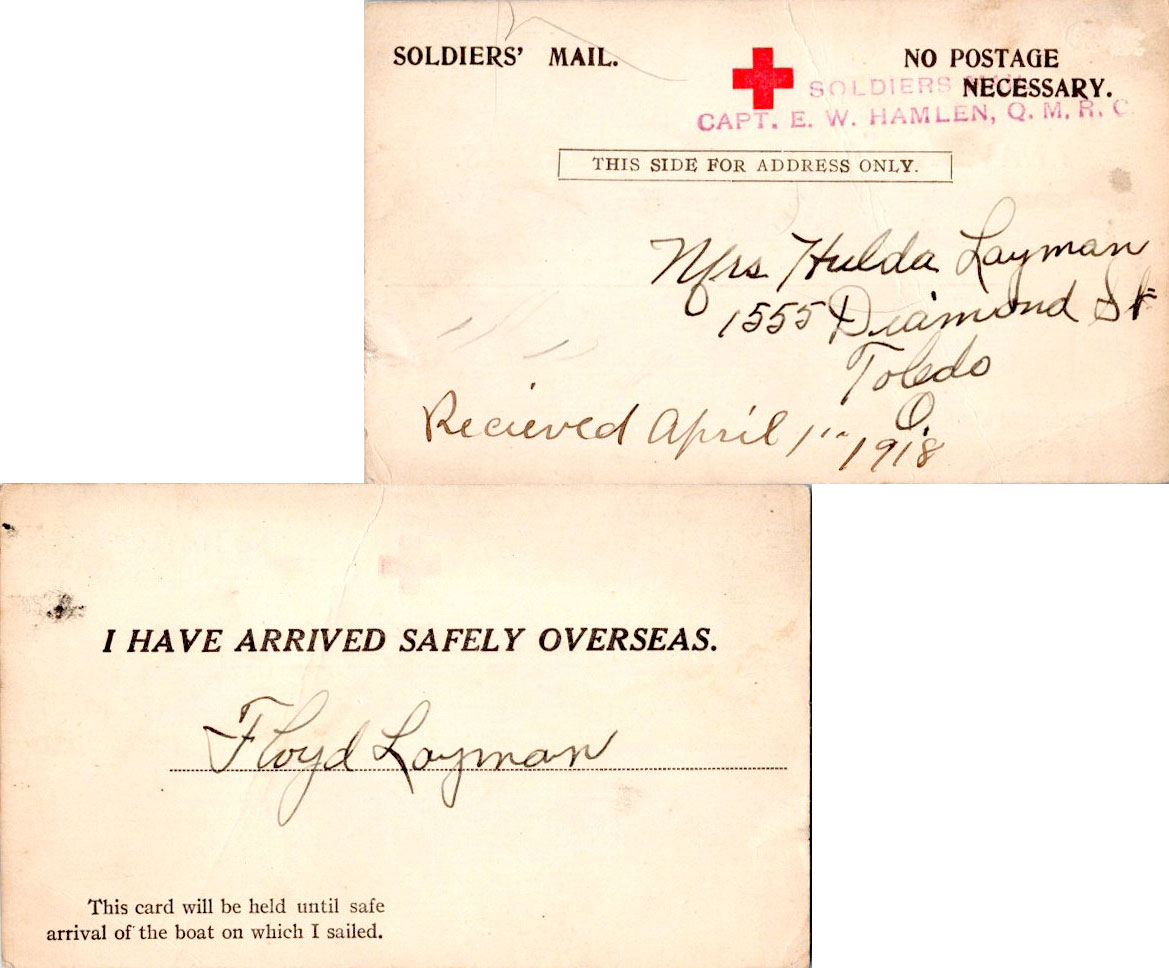 SOLDIERS' MAIL.
NO POSTAGE
NECESSARY.
SOLDIERS
CAPT. E. W. HAMLEN, Q. M. R. C.
THIS SIDE FOR ADDRESS ONLY.
Mrs Hulda Layman
1555 Diamond St
Toledo
O.
Recieved April 1" 1918
I HAVE ARRIVED SAFELY OVERSEAS.
Floyd Layman
This card will be held until safe
arrival of the boat on which I sailed.